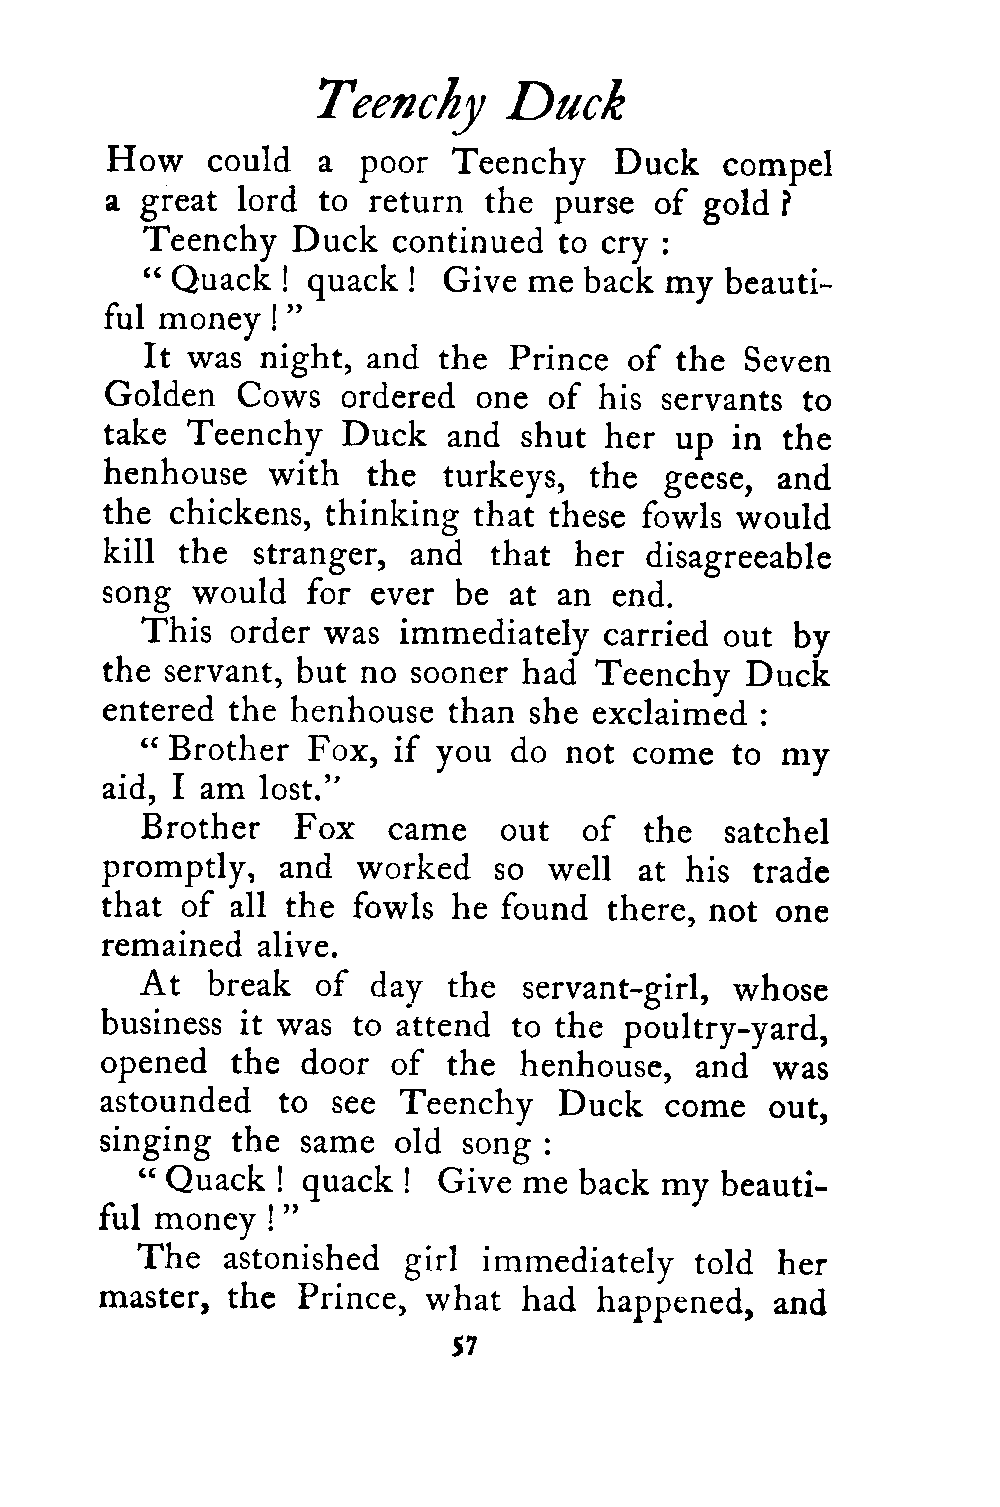 Teenchy Duck
How could a poor Teenchy Duck compel
a great lord to return the purse of gold ?
Teenchy Duck continued to cry :
“ Quack ! quack ! Give me back my beauti-
ful money ! ”
It was night, and the Prince of the Seven
Golden Cows ordered one of his servants to
take Teenchy Duck and shut her up in the
henhouse with the turkeys, the geese, and
the chickens, thinking that these fowls would
kill the stranger, and that her disagreeable
song would for ever be at an end.
This order was immediately carried out by
the servant, but no sooner had Teenchy Duck
entered the henhouse than she exclaimed :
“ Brother Fox, if you do not come to my
aid, I am lost.”
Brother Fox came out of the satchel
promptly, and worked so well at his trade
that of all the fowls he found there, not one
remained alive.
At break of day the servant-girl, whose
business it was to attend to the poultry-yard,
opened the door of the henhouse, and was
astounded to see Teenchy Duck come out,
singing the same old song :
“ Quack ! quack ! Give me back my beauti-
ful money ! ”
The astonished girl immediately told her
master, the Prince, what had happened, and
57